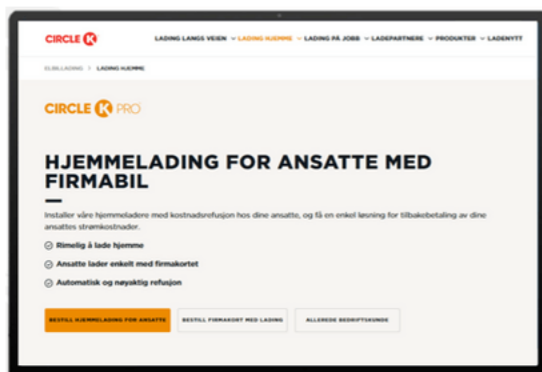 CIRCLE K
LADING LANGS VEIEN LADING HJEMME LADING PÅ JOBB LADEPARTNERE PRODUKTER LADENYTT
ELBILLADING / LADING HJEMME
CIRCLE K PRO
HJEMMELADING FOR ANSATTE MED
FIRMABIL
Installer våre hjemmeladere med kostnadsrefusjon hos dine ansatte, og få en enkel løsning for tilbakebetaling av dine
ansattes strømkostnader.
Rimelig å lade hjemme
Ansatte lader enkelt med firmakortet
Automatisk og nøyaktig refusjon
BESTILL HJEMMELADING FOR ANSATTE BESTILL FIRMAKORT MED LADING ALLEREDE BEDRIFTSKUNDE